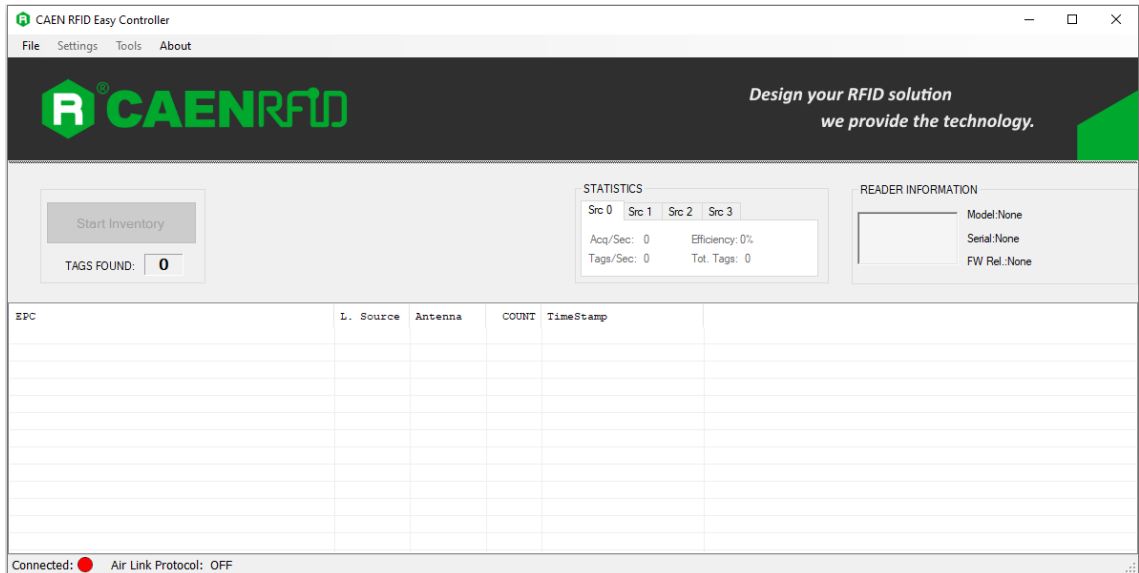 CAEN RFID Easy Controller
File Settings Tools About
R® CAENRFID
Design your RFID solution
we provide the technology.
Start Inventory
TAGS FOUND: 0
STATISTICS
Src 0 Src 1 Src 2 Src 3
Acq/Sec: 0 Efficiency: 0%
Tags/Sec: 0 Tot. Tags: 0
READER INFORMATION
Model:None
Serial:None
FW Rel.:None
EPC L. Source Antenna COUNT TimeStamp
Connected: Air Link Protocol: OFF